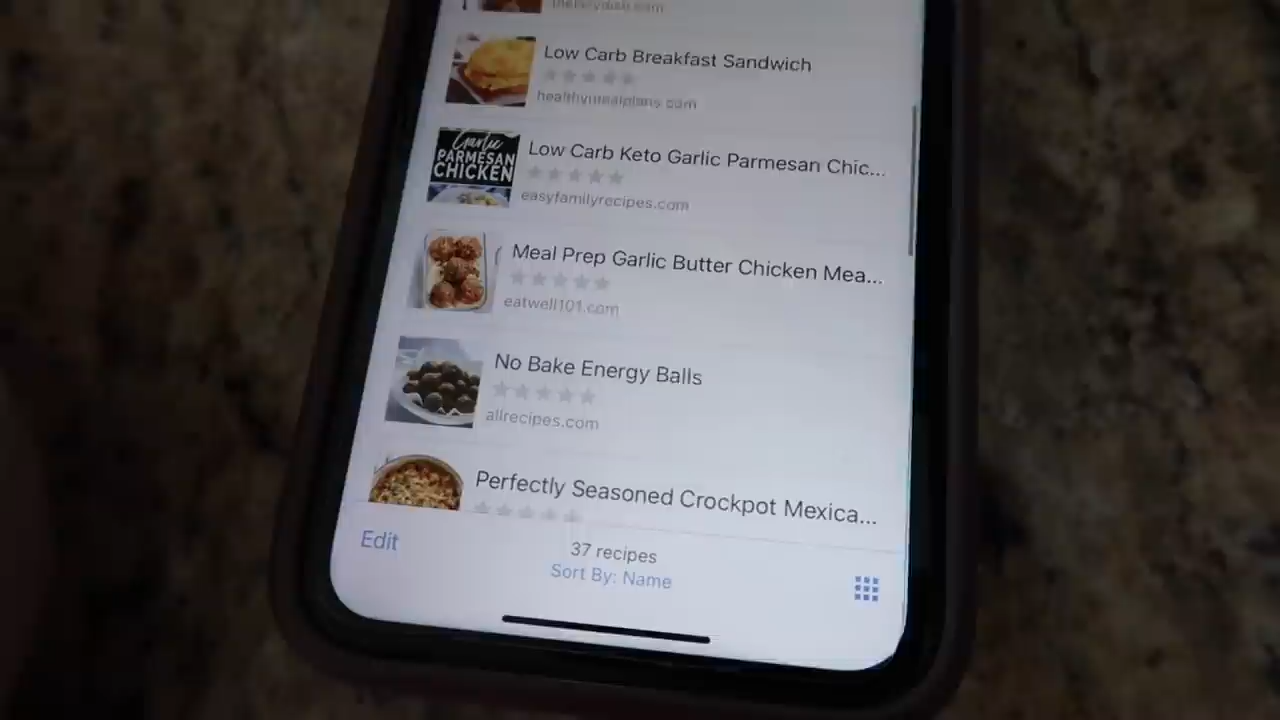 Low Carb Breakfast Sandwich
healthymealplans.com
Garlic
PARMESAN
CHICKEN
Low Carb Keto Garlic Parmesan Chic...
easyfamilyrecipes.com
Meal Prep Garlic Butter Chicken Mea...
eatwell101.com
No Bake Energy Balls
allrecipes.com
Perfectly Seasoned Crockpot Mexica...
Edit
37 recipes
Sort By: Name